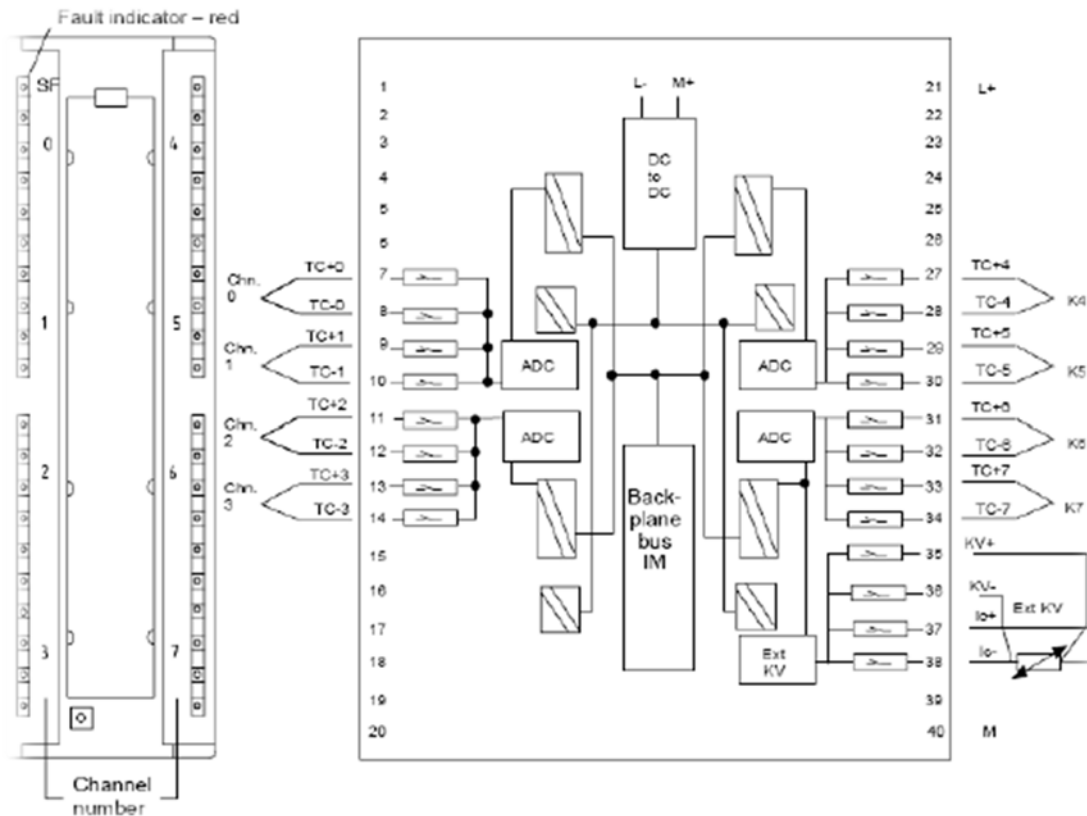 Fault indicator – red
SF
0
4
1
5
2
6
3
7
Channel
number
L-
M+
DC
to
DC
ADC
ADC
ADC
ADC
Back-
plane
bus
IM
Ext
KV
1
2
3
4
5
6
7
8
9
10
11
12
13
14
15
16
17
18
19
20
Chn.
0
TC+0
TC-0
Chn.
1
TC+1
TC-1
Chn.
2
TC+2
TC-2
Chn.
3
TC+3
TC-3
21
22
23
24
25
26
27
28
29
30
31
32
33
34
35
36
37
38
39
40
L+
TC+4
TC-4
K4
TC+5
TC-5
K5
TC+6
TC-6
K6
TC+7
TC-7
K7
KV+
KV-
Ext KV
Io+
Io-
M